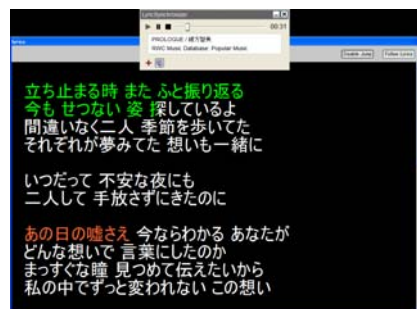 LyricSynchronizer
00:31
PROLOGUE / 緒方智美
RWC Music Database: Popular Music
Disable Jump
Follow Lyrics
立ち止まる時 また ふと振り返る
今も せつない 姿 探しているよ
間違いなく二人 季節を歩いてた
それぞれが夢みてた 想いも一緒に
いつだって 不安な夜にも
二人して 手放さずにきたのに
あの日の嘘さえ 今ならわかる あなたが
どんな想いで 言葉にしたのか
まっすぐな瞳 見つめて伝えたいから
私の中でずっと変われない この想い